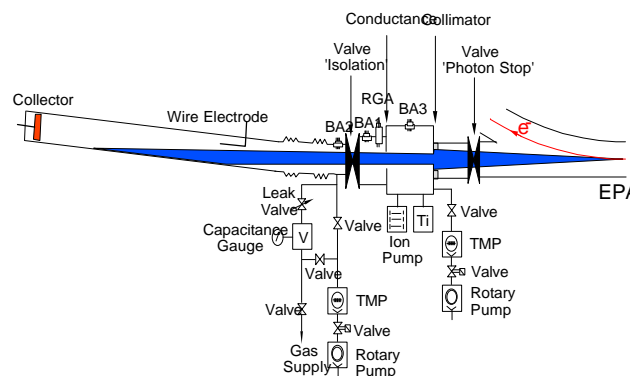 Conductance
Collimator
Valve
'Isolation'
Valve
'Photon Stop'
RGA
BA3
BA1
BA2
Collector
Wire Electrode
e-
EPA
Leak
Valve
Capacitance
Gauge
V
Valve
Valve
Valve
Ion
Pump
Ti
Valve
TMP
Valve
Rotary
Pump
TMP
Valve
Rotary
Pump
Gas
Supply